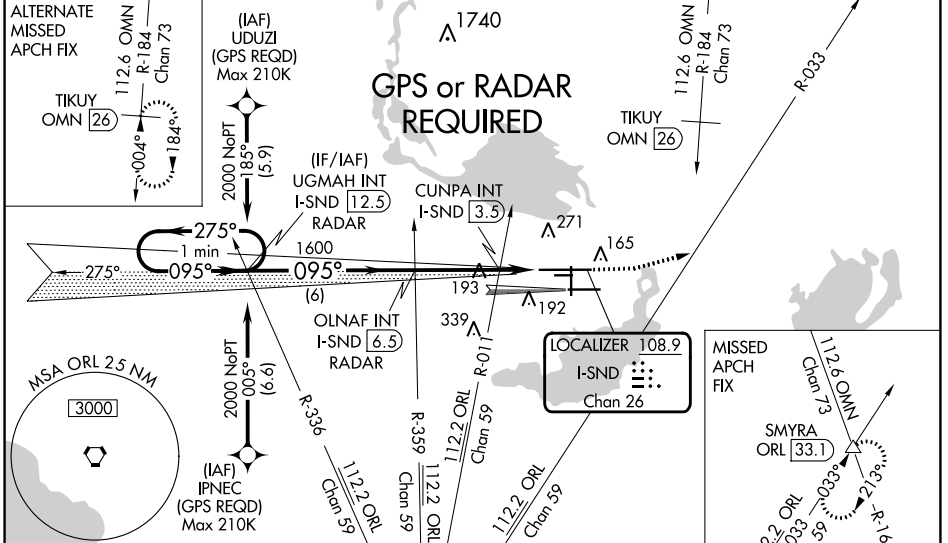 ALTERNATE
MISSED
APCH FIX
112.6 OMN
R-184
Chan 73
TIKUY
OMN 26
004°
184°
(IAF)
UDUZI
(GPS REQD)
Max 210K
2000 NoPT
185°
(5.9)
1740
GPS or RADAR
REQUIRED
112.6 OMN
R-184
Chan 73
TIKUY
OMN 26
R-033
(IF/IAF)
UGMAH INT
I-SND 12.5
RADAR
CUNPA INT
I-SND 3.5
271
165
275°
1 min
1600
275°
095°
095°
(6)
193
192
OLNAF INT
I-SND 6.5
RADAR
339
2000 NoPT
005°
(6.6)
R-336
112.2 ORL
Chan 59
R-359
112.2 ORL
Chan 59
R-011
112.2 ORL
Chan 59
112.2 ORL
Chan 59
LOCALIZER 108.9
I-SND
Chan 26
MSA ORL 25 NM
3000
(IAF)
IPNEC
(GPS REQD)
Max 210K
MISSED
APCH
FIX
112.6 OMN
Chan 73
SMYRA
ORL 33.1
033°
213°
2.2 ORL
033
59
R-16